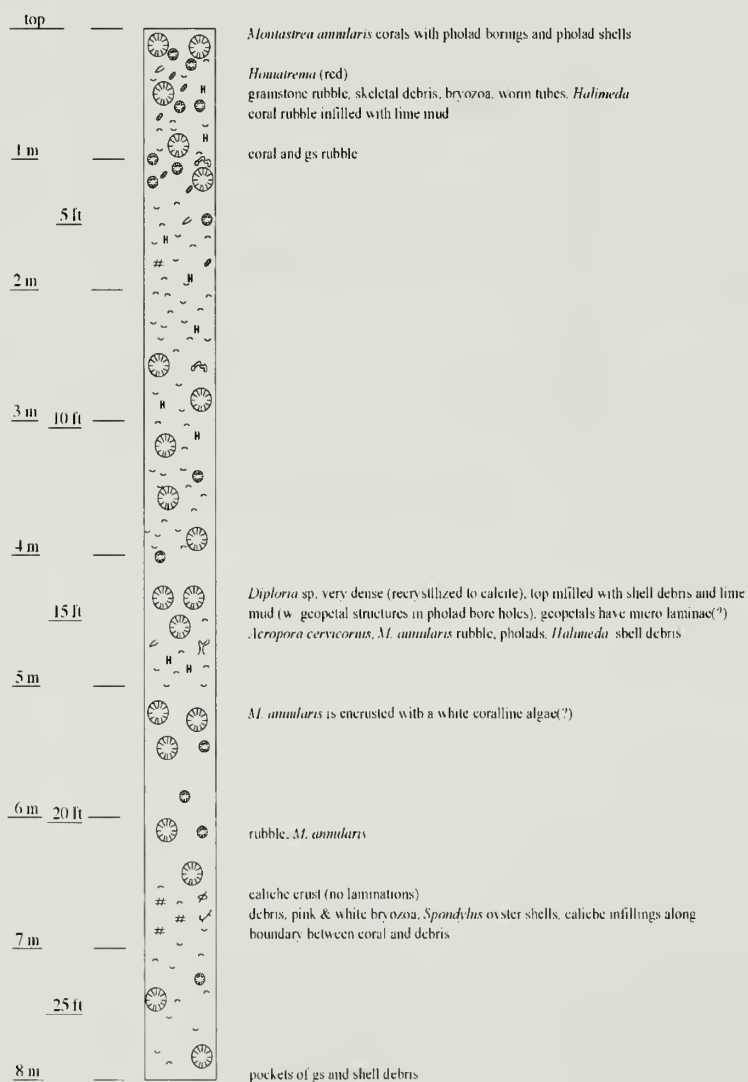 top
Montastrea annularis corals with pholad borings and pholad shells
Homatrema (red)
grainstone rubble, skeletal debris, bryozoa, worm tubes, Halimeda
coral rubble infilled with lime mud
1 m
coral and gs rubble
5 ft
2 m
3 m 10 ft
4 m
Diploria sp. very dense (recrystllized to calcite), top infilled with shell debris and lime
15 ft
mud (w geopetal structures in pholad bore holes), geopetals have micro laminae(?)
Acropora cervicornis, M. annularis rubble, pholads, Halimeda shell debris
5 m
M. annularis is encrusted with a white coralline algae(?)
6 m 20 ft
rubble, M. annularis
caliche crust (no laminations)
debris, pink & white bryozoa, Spondylus oyster shells, caliche infillings along
boundary between coral and debris
7 m
25 ft
8 m
pockets of gs and shell debris
H
H
H
H
H
H
H
H
H
#
#
#
#